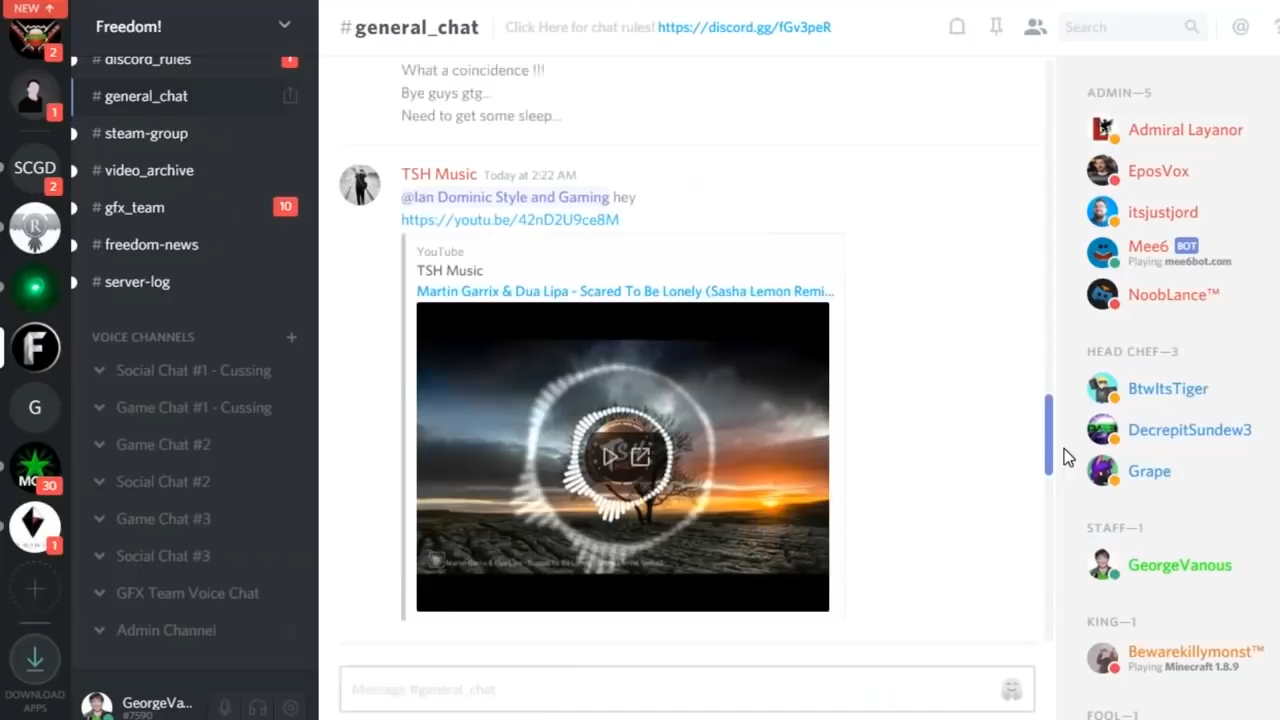 NEW ↑
2
1
SCGD
2
F
G
MC
30
1
DOWNLOAD
APPS
Freedom!
# discord_rules
1
# general_chat
# steam-group
# video_archive
# gfx_team
10
# freedom-news
# server-log
VOICE CHANNELS +
Social Chat #1 - Cussing
Game Chat #1 - Cussing
Game Chat #2
Social Chat #2
Game Chat #3
Social Chat #3
GFX Team Voice Chat
Admin Channel
GeorgeVa...
#7590
#general_chat
Click Here for chat rules! https://discord.gg/fGv3peR
Search
@
?
What a coincidence !!!
Bye guys gtg...
Need to get some sleep...
TSH Music Today at 2:22 AM
@Ian Dominic Style and Gaming hey
https://youtu.be/42nD2U9ce8M
YouTube
TSH Music
Martin Garrix & Dua Lipa - Scared To Be Lonely (Sasha Lemon Remi...
Message #general_chat
ADMIN—5
Admiral Layanor
EposVox
itsjustjord
Mee6 BOT
Playing mee6bot.com
NoobLance™
HEAD CHEF—3
BtwItsTiger
DecrepitSundew3
Grape
STAFF—1
GeorgeVanous
KING—1
Bewarekillymonst™
Playing Minecraft 1.8.9
FOOL—1